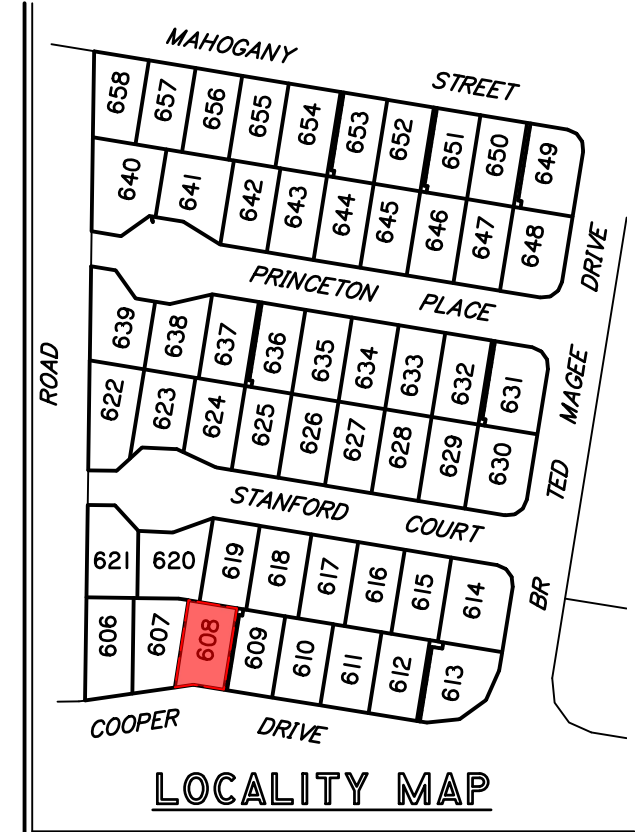 MAHOGANY STREET
658 657 656 655 654 653 652 651 650 649
640 641 642 643 644 645 646 647 648
DRIVE
PRINCETON PLACE
639 638 637 636 635 634 633 632 631
ROAD
MAGEE
622 623 624 625 626 627 628 629 630
TED
STANFORD COURT
621 620 619 618 617 616 615 614
BR
606 607 608 609 610 611 612 613
COOPER DRIVE
LOCALITY MAP